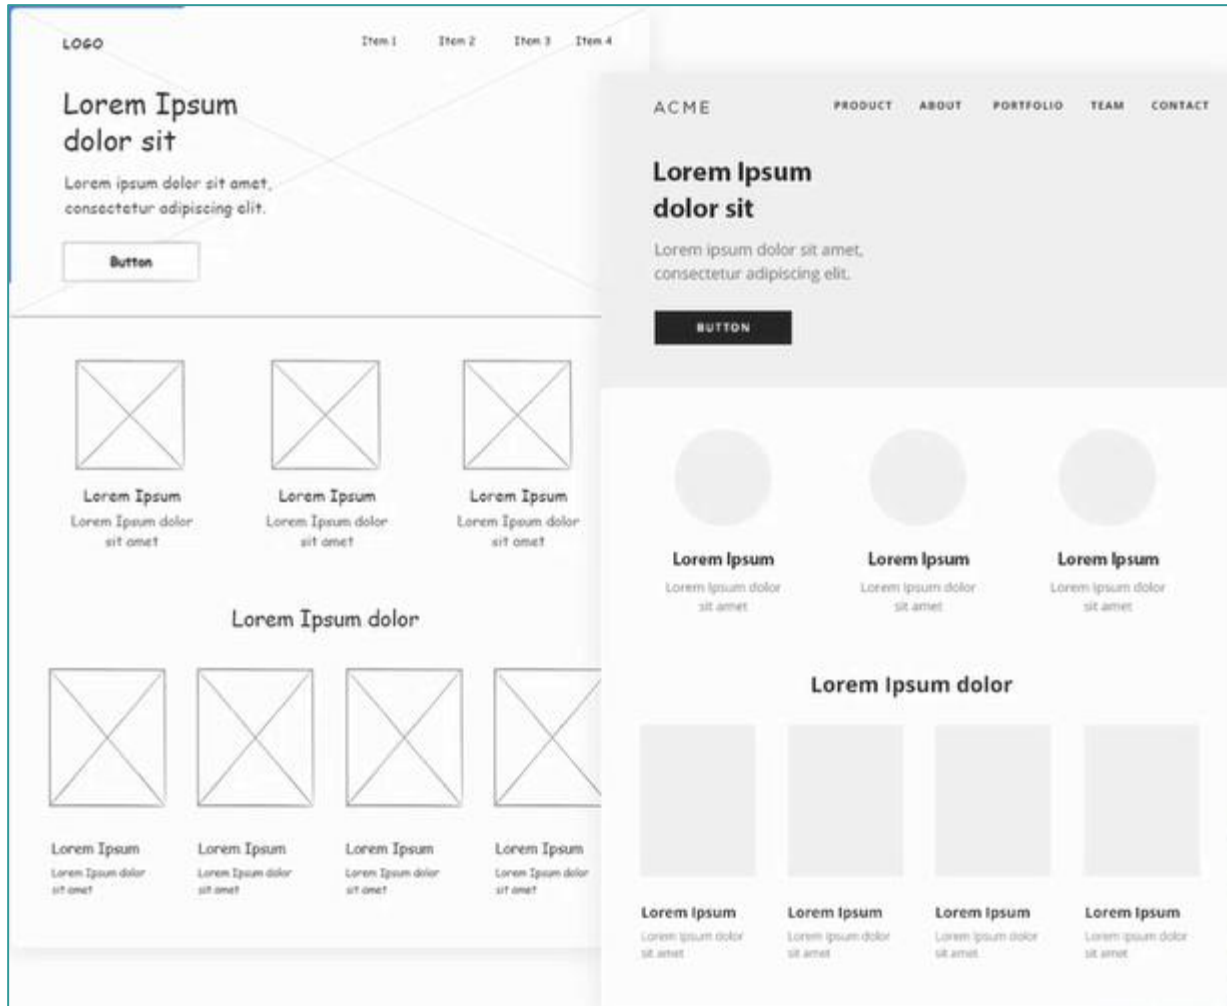 LOGO
Item 1 Item 2 Item 3 Item 4
Lorem Ipsum
dolor sit
Lorem ipsum dolor sit amet,
consectetur adipiscing elit.
Button
Lorem Ipsum
Lorem Ipsum dolor
sit amet
Lorem Ipsum
Lorem Ipsum dolor
sit amet
Lorem Ipsum
Lorem Ipsum dolor
sit amet
Lorem Ipsum dolor
Lorem Ipsum
Lorem Ipsum dolor
sit amet
Lorem Ipsum
Lorem Ipsum dolor
sit amet
Lorem Ipsum
Lorem Ipsum dolor
sit amet
Lorem Ipsum
Lorem Ipsum dolor
sit amet
ACME
PRODUCT ABOUT PORTFOLIO TEAM CONTACT
Lorem Ipsum
dolor sit
Lorem ipsum dolor sit amet,
consectetur adipiscing elit.
BUTTON
Lorem Ipsum
Lorem Ipsum dolor
sit amet
Lorem Ipsum
Lorem Ipsum dolor
sit amet
Lorem Ipsum
Lorem Ipsum dolor
sit amet
Lorem Ipsum dolor
Lorem Ipsum
Lorem ipsum dolor
sit amet
Lorem Ipsum
Lorem ipsum dolor
sit amet
Lorem Ipsum
Lorem ipsum dolor
sit amet
Lorem Ipsum
Lorem ipsum dolor
sit amet